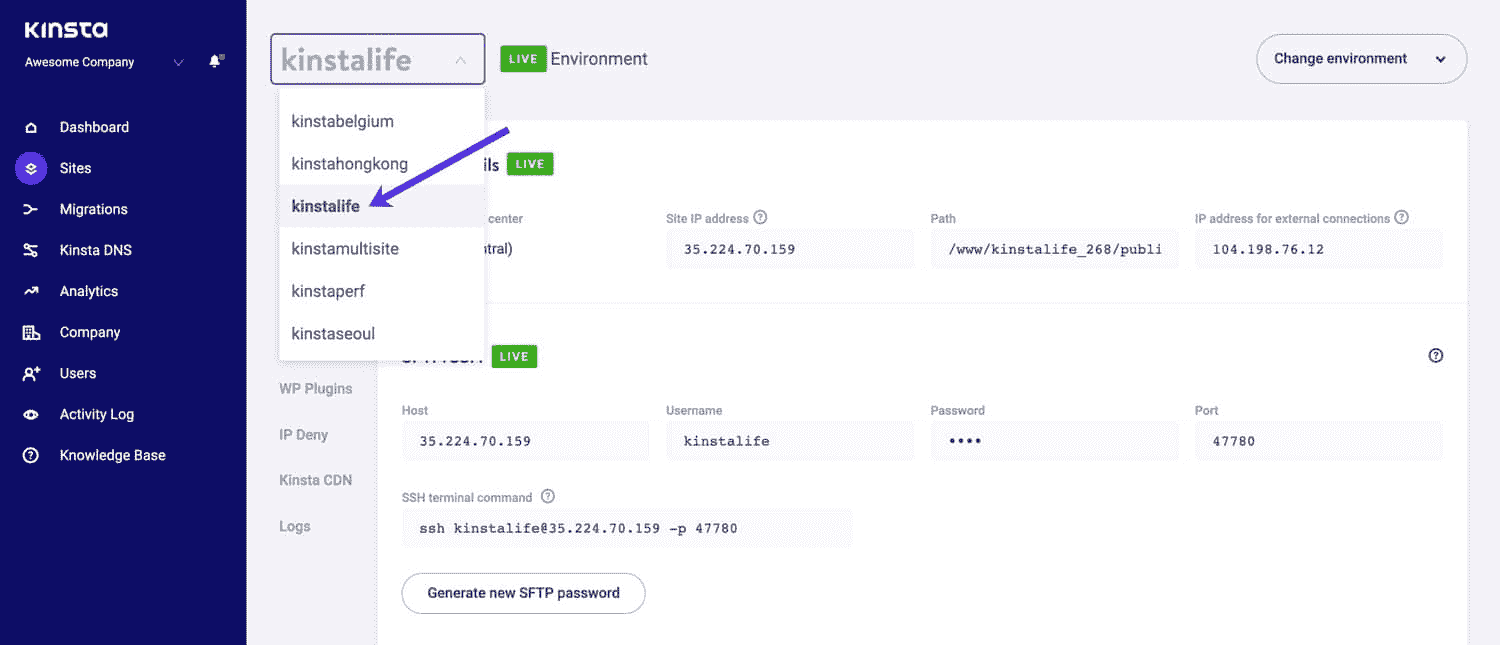 KINSTA
Awesome Company
Dashboard
Sites
Migrations
Kinsta DNS
Analytics
Company
Users
Activity Log
Knowledge Base
kinstalife
LIVE Environment
Change environment
kinstabelgium
kinstahongkong
kinstalife
kinstamultisite
kinstaperf
kinstaseoul
WP Plugins
IP Deny
Kinsta CDN
Logs
ils LIVE
center
ntral)
Site IP address ?
35.224.70.159
Path
/www/kinstalife_268/publi
IP address for external connections ?
104.198.76.12
LIVE
?
Host
35.224.70.159
Username
kinstalife
Password
••••
Port
47780
SSH terminal command ?
ssh kinstalife@35.224.70.159 -p 47780
Generate new SFTP password